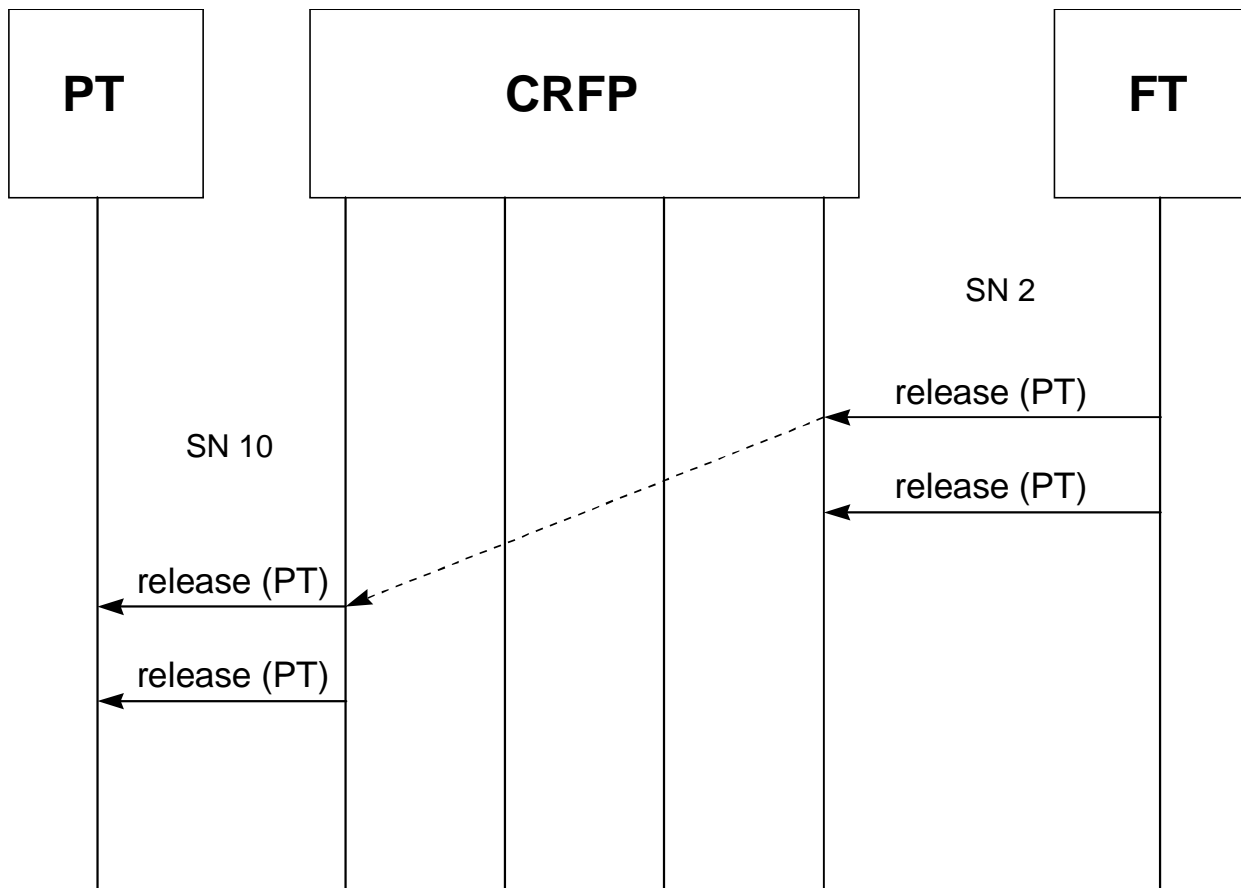 PT
CRFP
FT
SN 2
release (PT)
SN 10
release (PT)
release (PT)
release (PT)